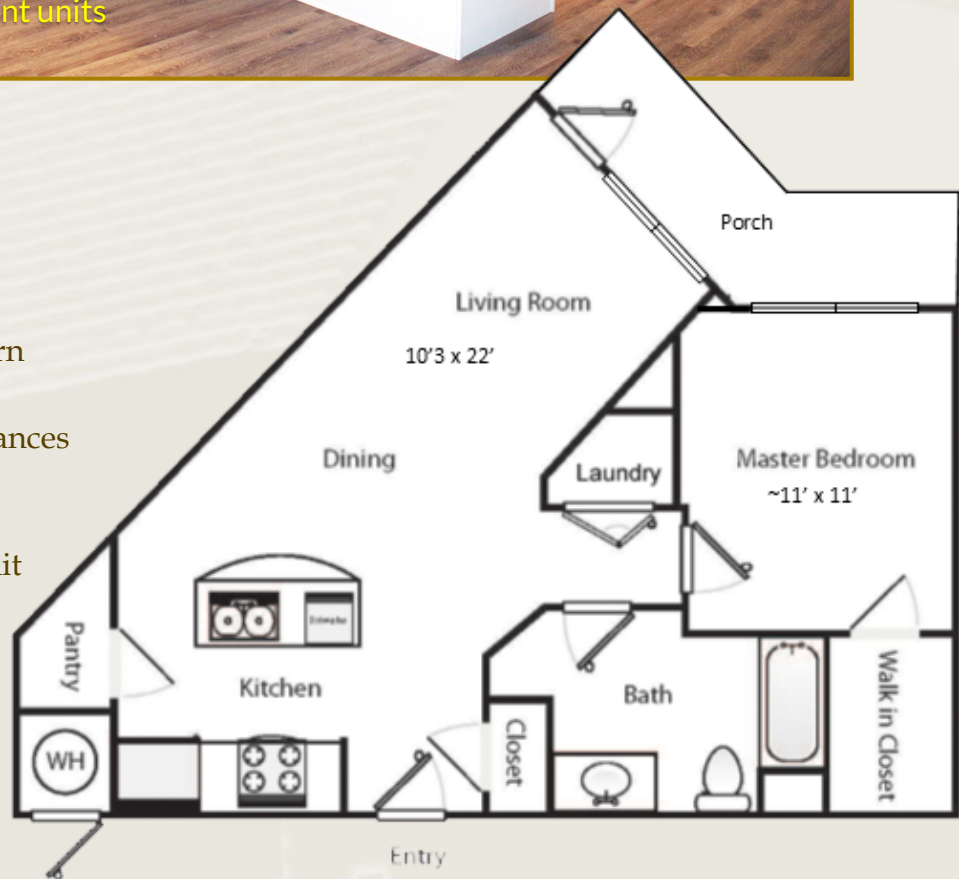 nt units
Porch
Living Room
10'3 x 22'
rn
ances
Dining
Laundry
Master Bedroom
~11' x 11'
it
Pantry
Kitchen
Bath
Walk in Closet
Closet
WH
Entry